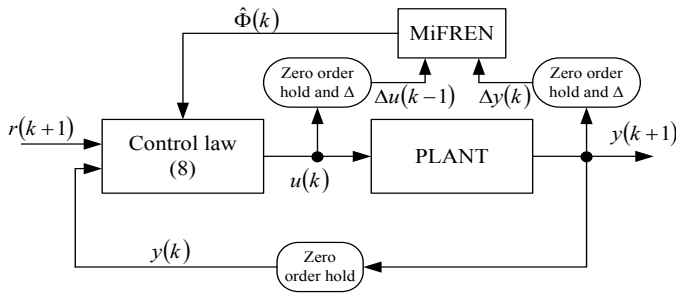 Φ̂(k)
MiFREN
Zero order
hold and Δ
Δu(k−1)
Δy(k)
Zero order
hold and Δ
r(k+1)
Control law
(8)
u(k)
PLANT
y(k+1)
y(k)
Zero
order hold